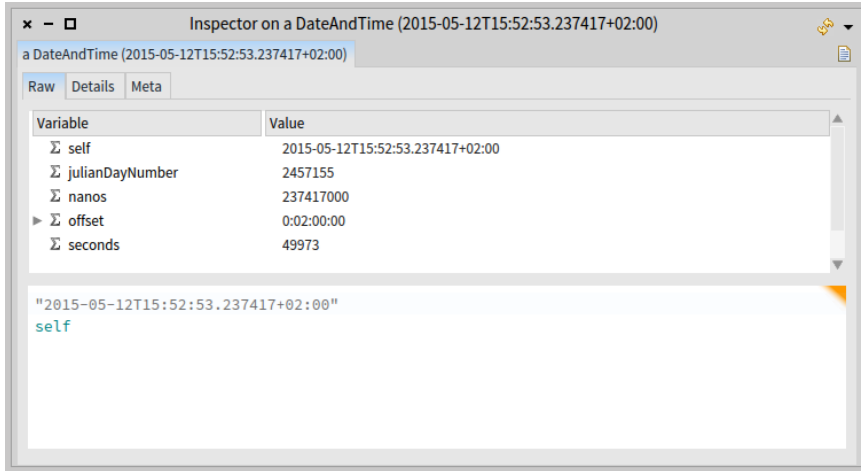 Inspector on a DateAndTime (2015-05-12T15:52:53.237417+02:00)
a DateAndTime (2015-05-12T15:52:53.237417+02:00)
Raw Details Meta
Variable Value
Σ self 2015-05-12T15:52:53.237417+02:00
Σ julianDayNumber 2457155
Σ nanos 237417000
Σ offset 0:02:00:00
Σ seconds 49973
"2015-05-12T15:52:53.237417+02:00"
self